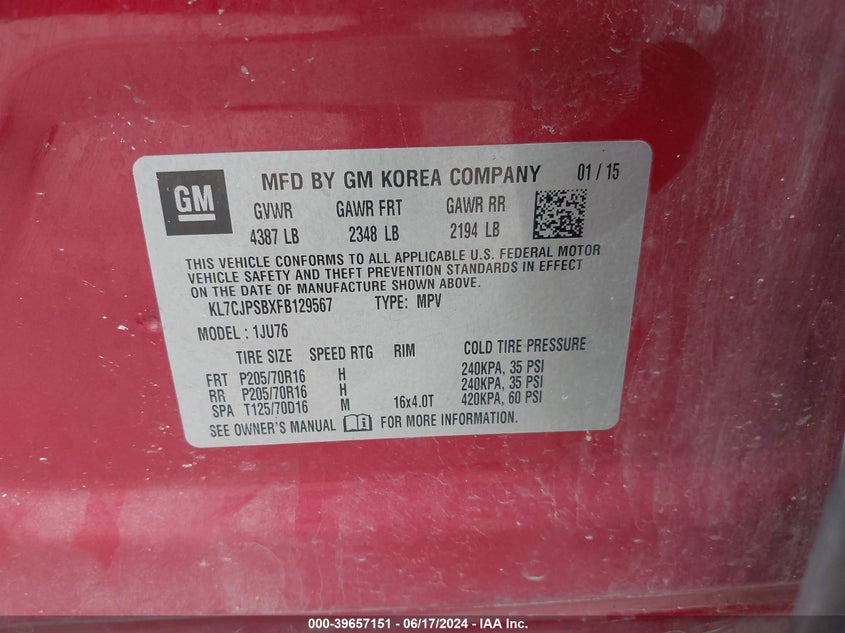 GM
MFD BY GM KOREA COMPANY 01 / 15
GVWR GAWR FRT GAWR RR
4387 LB 2348 LB 2194 LB
THIS VEHICLE CONFORMS TO ALL APPLICABLE U.S. FEDERAL MOTOR
VEHICLE SAFETY AND THEFT PREVENTION STANDARDS IN EFFECT
ON THE DATE OF MANUFACTURE SHOWN ABOVE.
KL7CJPSBXFB129567 TYPE: MPV
MODEL : 1JU76
TIRE SIZE SPEED RTG RIM COLD TIRE PRESSURE
FRT P205/70R16 H 240KPA, 35 PSI
RR P205/70R16 H 240KPA, 35 PSI
SPA T125/70D16 M 16x4.0T 420KPA, 60 PSI
SEE OWNER'S MANUAL FOR MORE INFORMATION.
000-39657151 - 06/17/2024 - IAA Inc.